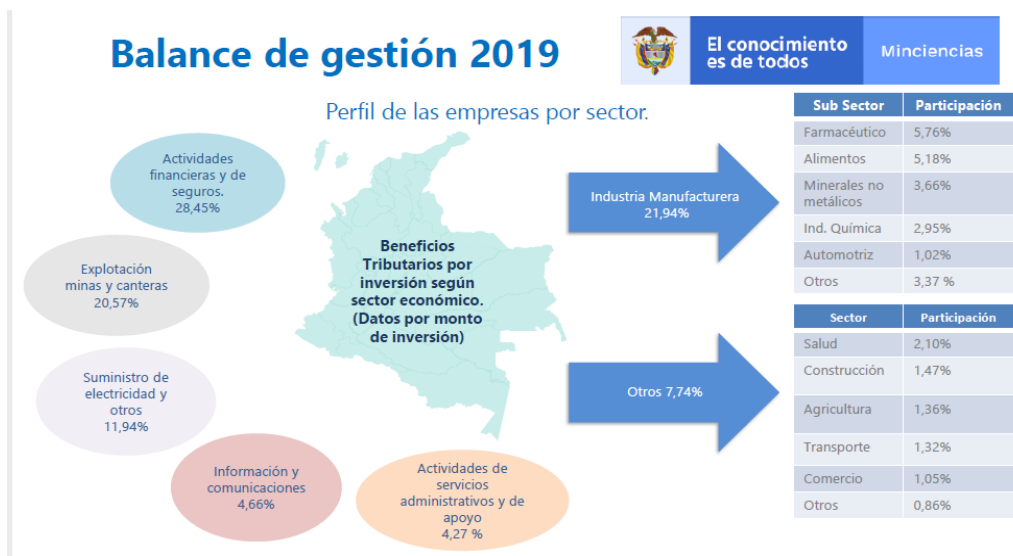 Balance de gestión 2019
El conocimiento
es de todos
Minciencias
Perfil de las empresas por sector.
Actividades
financieras y de
seguros.
28,45%
Explotación
minas y canteras
20,57%
Suministro de
electricidad y
otros
11,94%
Información y
comunicaciones
4,66%
Actividades de
servicios
administrativos y de
apoyo
4,27 %
Beneficios
Tributarios por
inversión según
sector económico.
(Datos por monto
de inversión)
Industria Manufacturera
21,94%
Otros 7,74%
Sub Sector Participación
Farmacéutico 5,76%
Alimentos 5,18%
Minerales no 3,66%
metálicos
Ind. Química 2,95%
Automotriz 1,02%
Otros 3,37 %
Sector Participación
Salud 2,10%
Construcción 1,47%
Agricultura 1,36%
Transporte 1,32%
Comercio 1,05%
Otros 0,86%